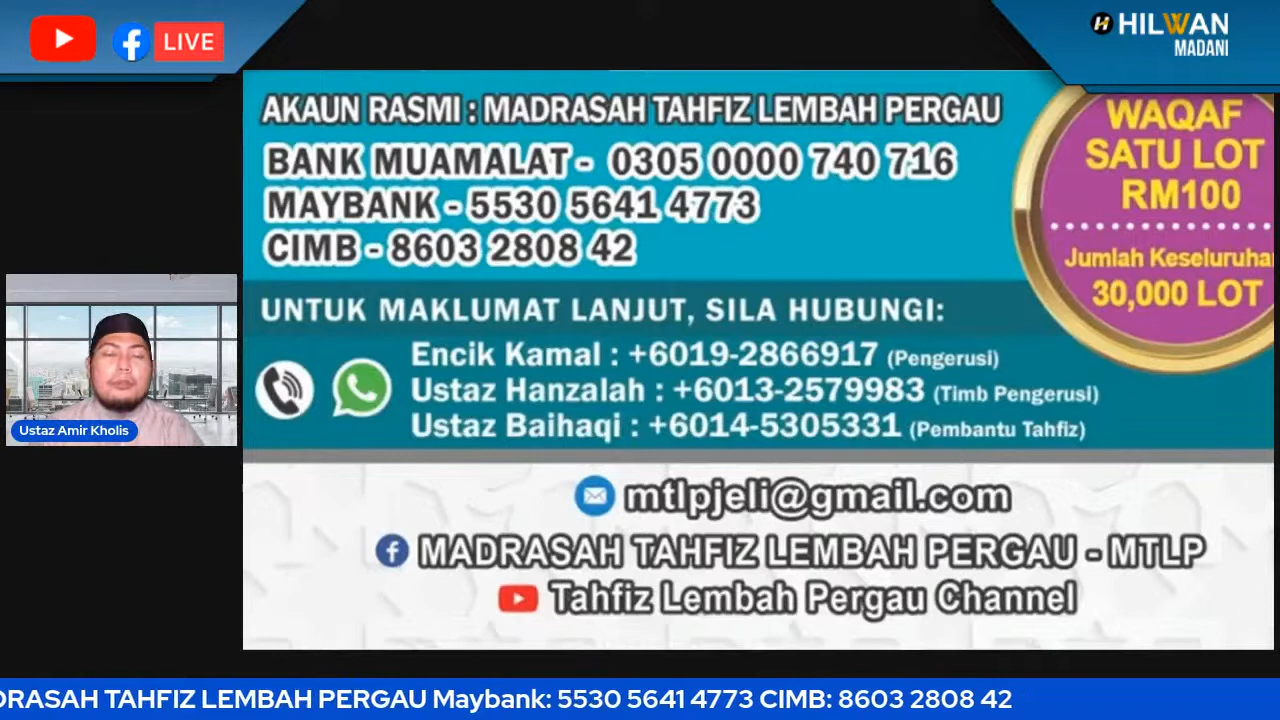 LIVE
HILWAN
MADANI
AKAUN RASMI : MADRASAH TAHFIZ LEMBAH PERGAU
BANK MUAMALAT - 0305 0000 740 716
MAYBANK - 5530 5641 4773
CIMB - 8603 2808 42
WAQAF
SATU LOT
RM100
Jumlah Keseluruha
30,000 LOT
UNTUK MAKLUMAT LANJUT, SILA HUBUNGI:
Encik Kamal : +6019-2866917 (Pengerusi)
Ustaz Hanzalah : +6013-2579983 (Timb Pengerusi)
Ustaz Baihaqi : +6014-5305331 (Pembantu Tahfiz)
Ustaz Amir Kholis
mtlpjeli@gmail.com
MADRASAH TAHFIZ LEMBAH PERGAU - MTLP
Tahfiz Lembah Pergau Channel
DRASAH TAHFIZ LEMBAH PERGAU Maybank: 5530 5641 4773 CIMB: 8603 2808 42